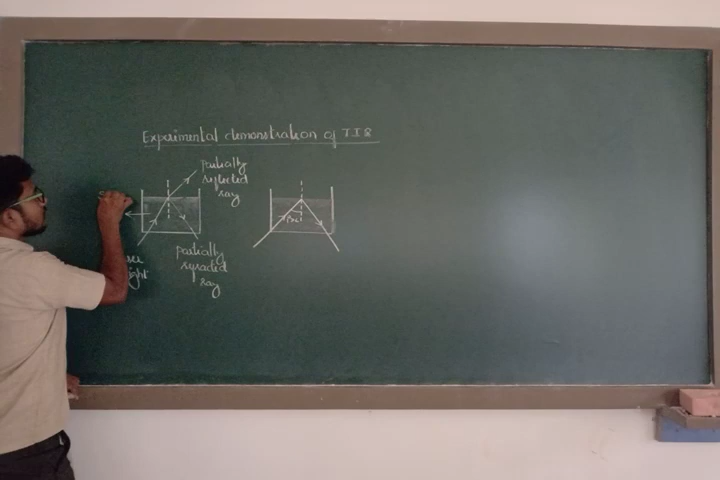 Experimental demonstration of TIR
partially
reflected
ray
partially
refracted
ray